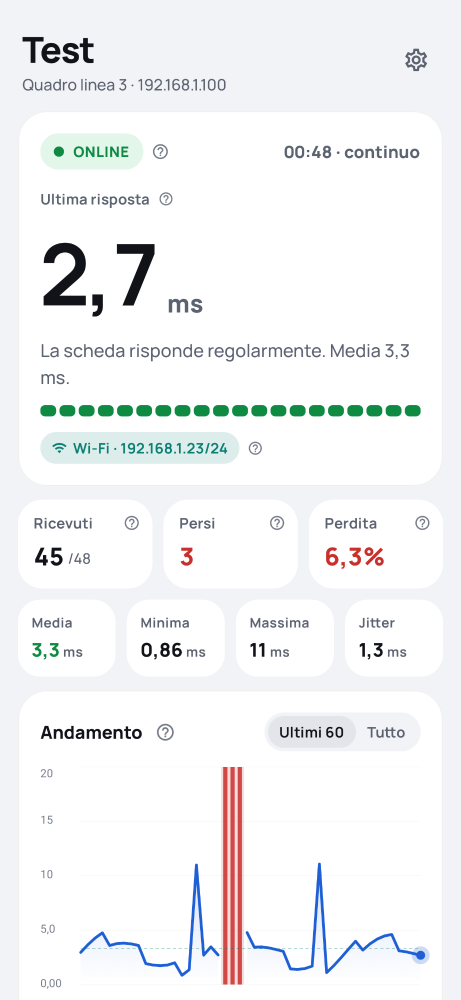 Test
Quadro linea 3 · 192.168.1.100
ONLINE
00:48 · continuo
Ultima risposta
2,7 ms
La scheda risponde regolarmente. Media 3,3
ms.
Wi-Fi · 192.168.1.23/24
Ricevuti
Persi
Perdita
45 /48
3
6,3%
Media
Minima
Massima
Jitter
3,3 ms
0,86 ms
11 ms
1,3 ms
Andamento
Ultimi 60
Tutto
20
15
10
5,0
0,00